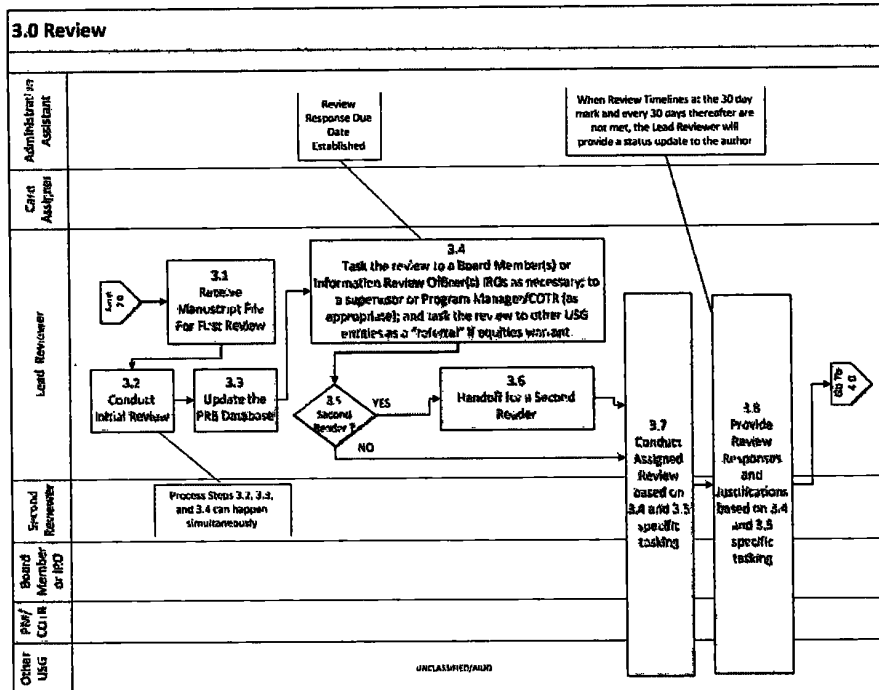 3.0 Review
Administrative
Assistant
Review
Response Due
Date
Established
When Review Timelines at the 30 day
mark and every 30 days thereafter are
not met, the Lead Reviewer will
provide a status update to the author
Card
Assigner
Lead Reviewer
3.1
Receive
Manuscript File
For First Review
3.2
Conduct
Initial Review
3.3
Update the
PRB Database
3.4
Task the review to a Board Member(s) or
Information Review Officer(s) IROs as necessary; to
a supervisor or Program Manager/COTR (as
appropriate); and task the review to other USG
entities as a "referral" if equities warrant.
3.5
Second
Reader ?
YES
NO
3.6
Handoff for a Second
Reader
3.7
Conduct
Assigned
Review
based on
3.4 and 3.5
specific
tasking
3.8
Provide
Review
Responses
and
Justifications
based on 3.4
and 3.5
specific
tasking
Go To
4.0
Second
Reviewer
Process Steps 3.2, 3.3,
and 3.4 can happen
simultaneously
Board
Member
or IRO
PM/
COTR
Other
USG
UNCLASSIFIED//AIUO